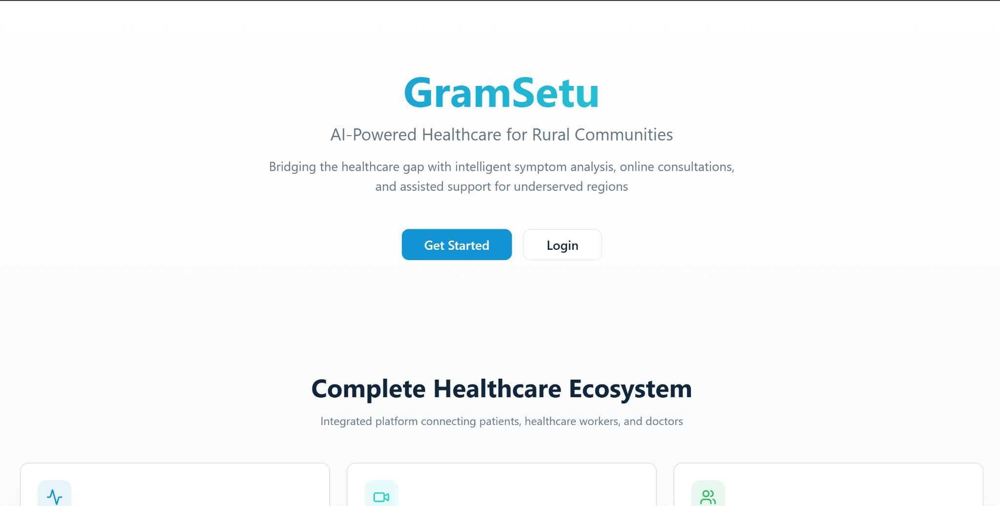 GramSetu
AI-Powered Healthcare for Rural Communities
Bridging the healthcare gap with intelligent symptom analysis, online consultations,
and assisted support for underserved regions
Get Started
Login
Complete Healthcare Ecosystem
Integrated platform connecting patients, healthcare workers, and doctors